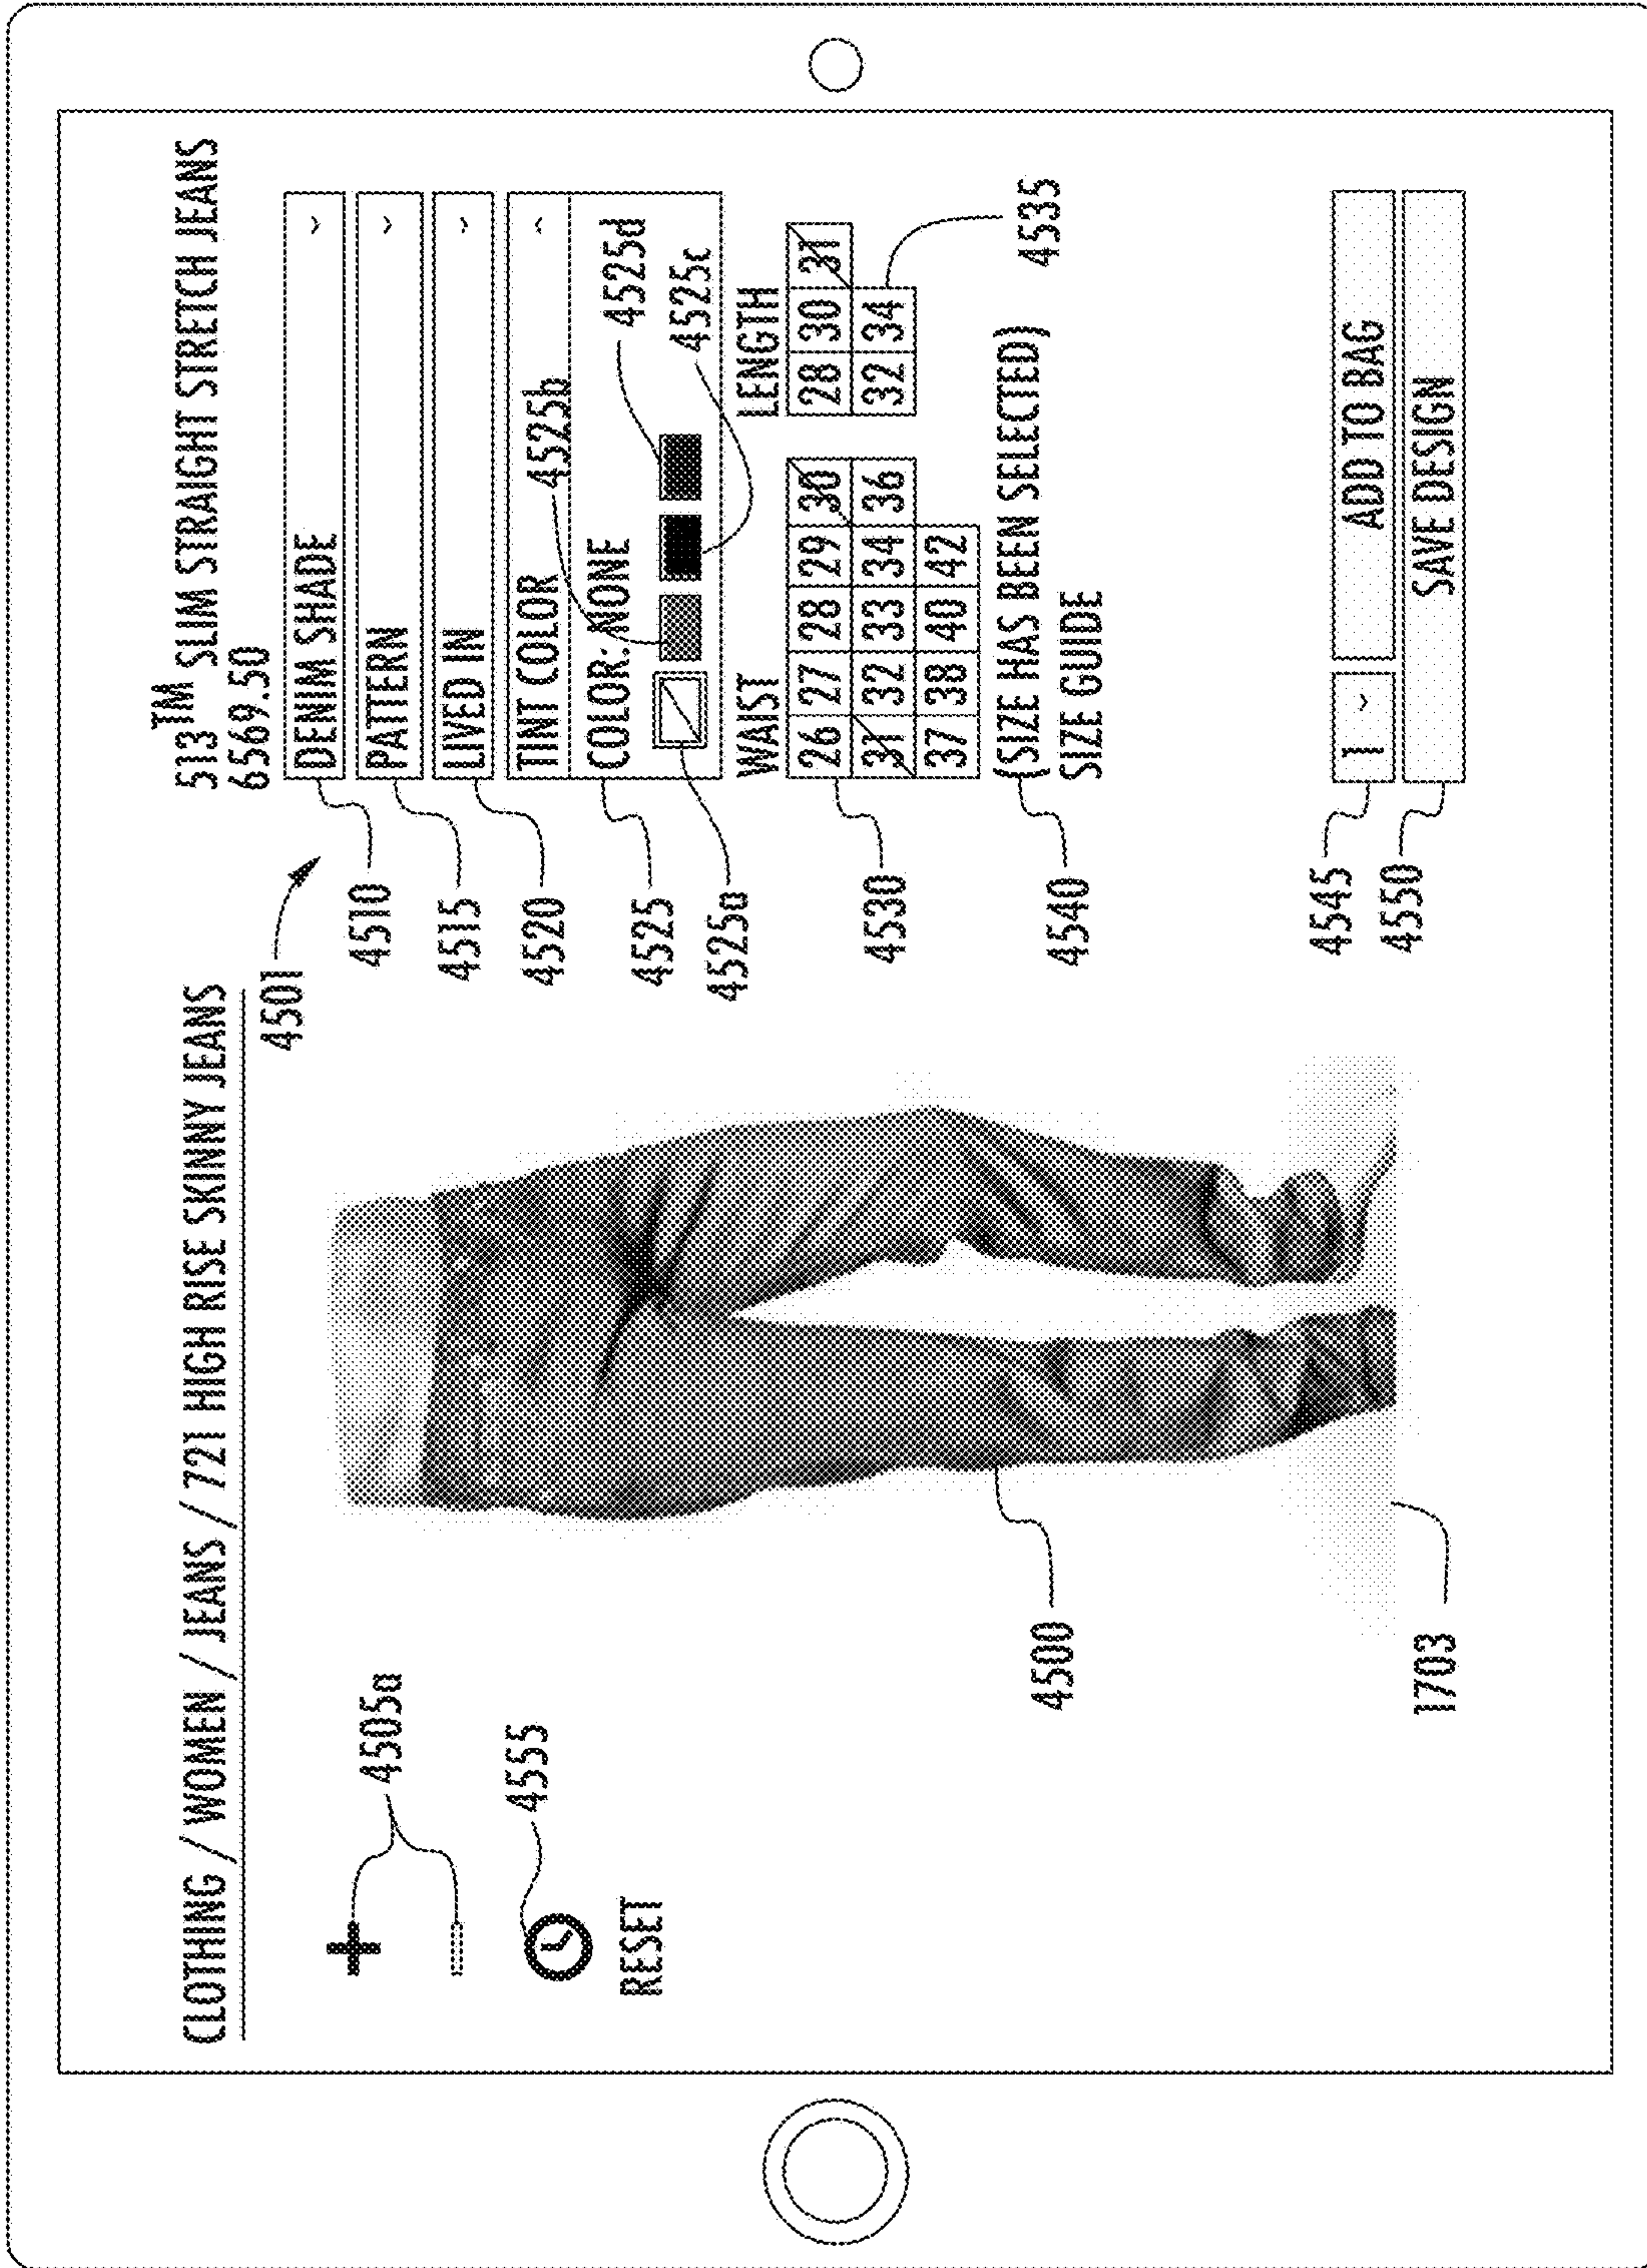 CLOTHING / WOMEN / JEANS / 721 HIGH RISE SKINNY JEANS
513™ SLIM STRAIGHT STRETCH JEANS
6569.50
4501
4505a
4555
RESET
4500
1703
4510
DENIM SHADE
4515
PATTERN
4520
LIVED IN
TINT COLOR
4525b
4525
COLOR: NONE
4525d
4525a
4525c
WAIST
LENGTH
4530
26 27 28 29 30
31 32 33 34 36
37 38 40 42
28 30 31
32 34
4535
4540
(SIZE HAS BEEN SELECTED)
SIZE GUIDE
4545
1
ADD TO BAG
4550
SAVE DESIGN